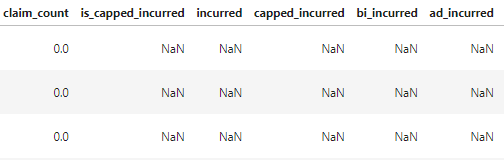 claim_count is_capped_incurred incurred capped_incurred bi_incurred ad_incurred
0.0 NaN NaN NaN NaN NaN
0.0 NaN NaN NaN NaN NaN
0.0 NaN NaN NaN NaN NaN